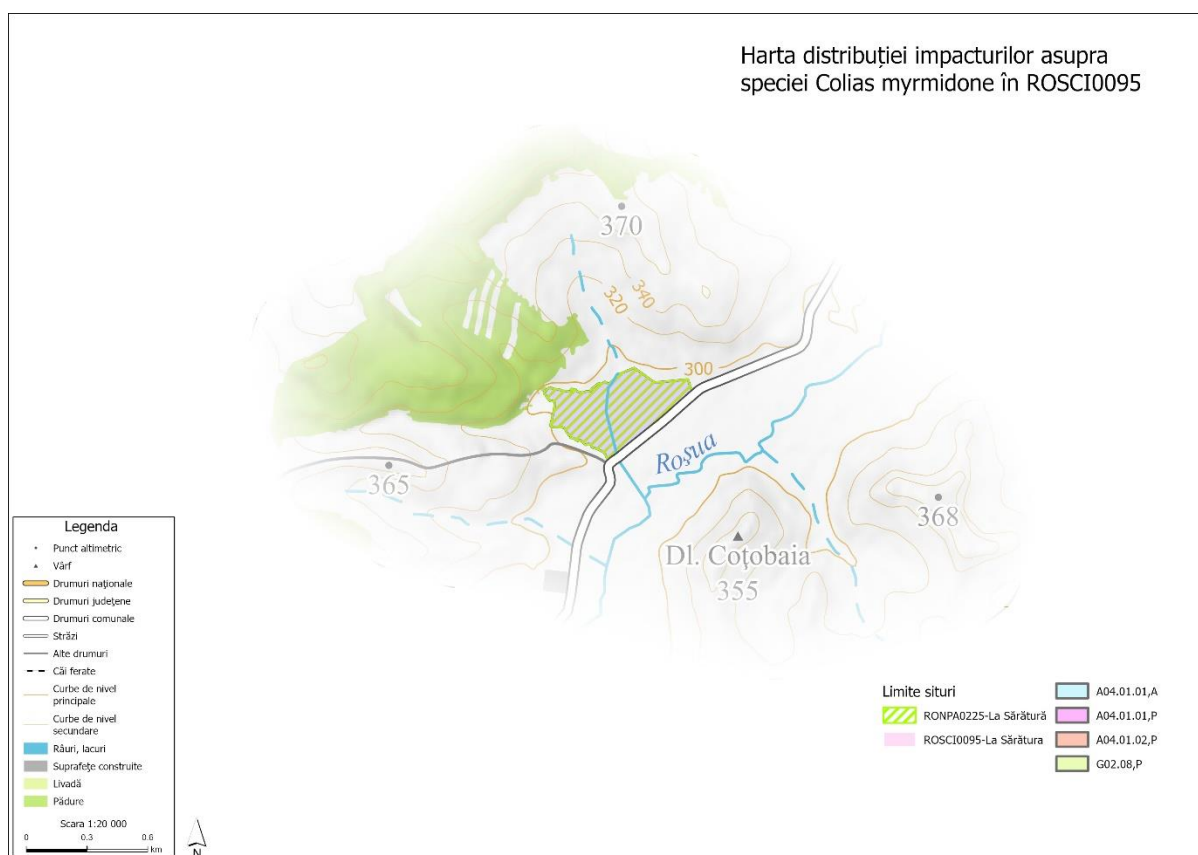 Harta distribuției impacturilor asupra
speciei Colias myrmidone în ROSCI0095
370
340
320
300
Roșua
365
368
Dl. Coțobaia
355
Legenda
Punct altimetric
Vârf
Drumuri naționale
Drumuri județene
Drumuri comunale
Străzi
Alte drumuri
Căi ferate
Curbe de nivel
principale
Curbe de nivel
secundare
Râuri, lacuri
Suprafețe construite
Livadă
Pădure
Scara 1:20 000
0 0.3 0.6
km
N
Limite situri
RONPA0225-La Sărătură
ROSCI0095-La Sărătura
A04.01.01,A
A04.01.01,P
A04.01.02,P
G02.08,P